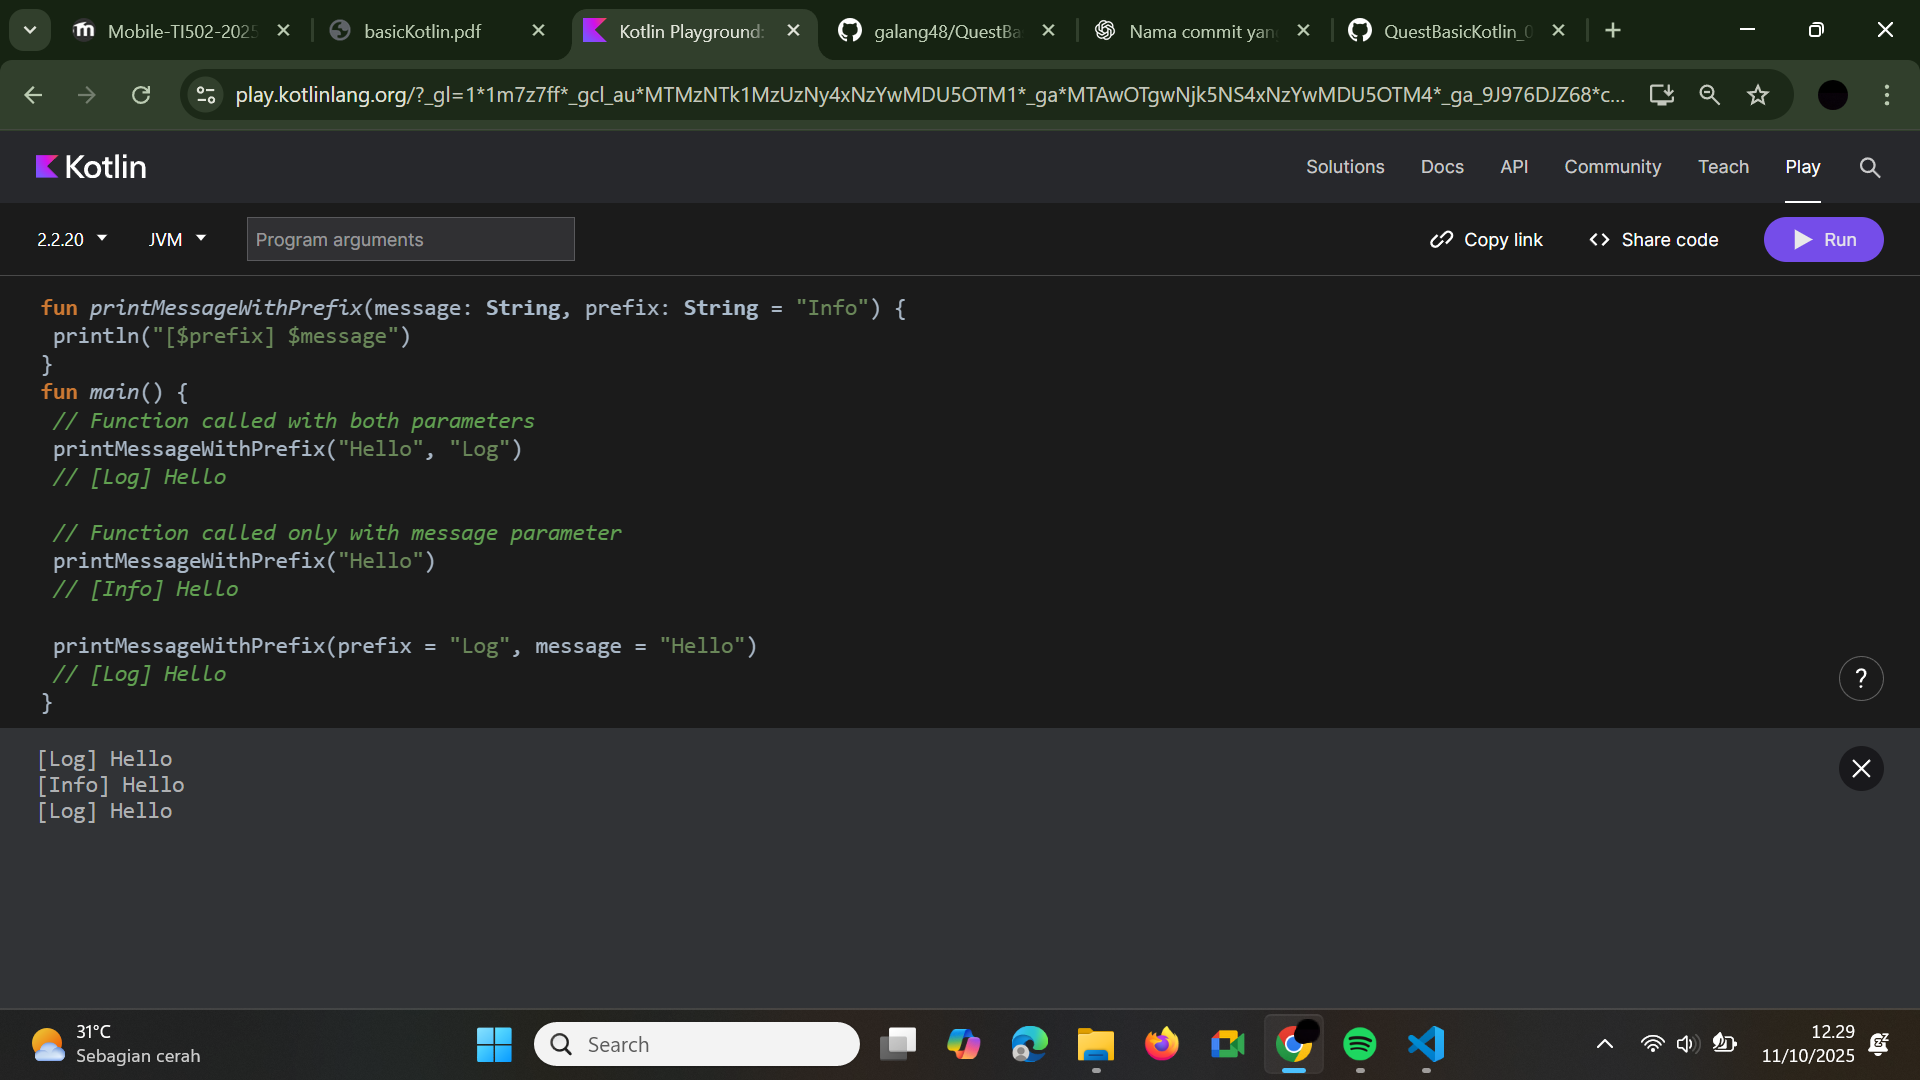 Mobile-TI502-2025
basicKotlin.pdf
Kotlin Playground:
galang48/QuestBa
Nama commit yan
QuestBasicKotlin_0
play.kotlinlang.org/?_gl=1*1m7z7ff*_gcl_au*MTMzNTk1MzUzNy4xNzYwMDU5OTM1*_ga*MTAwOTgwNjk5NS4xNzYwMDU5OTM4*_ga_9J976DJZ68*c...
Kotlin
Solutions
Docs
API
Community
Teach
Play
2.2.20
JVM
Program arguments
Copy link
<> Share code
Run
fun printMessageWithPrefix(message: String, prefix: String = "Info") {
println("[$prefix] $message")
}
fun main() {
// Function called with both parameters
printMessageWithPrefix("Hello", "Log")
// [Log] Hello
// Function called only with message parameter
printMessageWithPrefix("Hello")
// [Info] Hello
printMessageWithPrefix(prefix = "Log", message = "Hello")
// [Log] Hello
}
?
[Log] Hello
[Info] Hello
[Log] Hello
31°C
Sebagian cerah
Search
12.29
11/10/2025